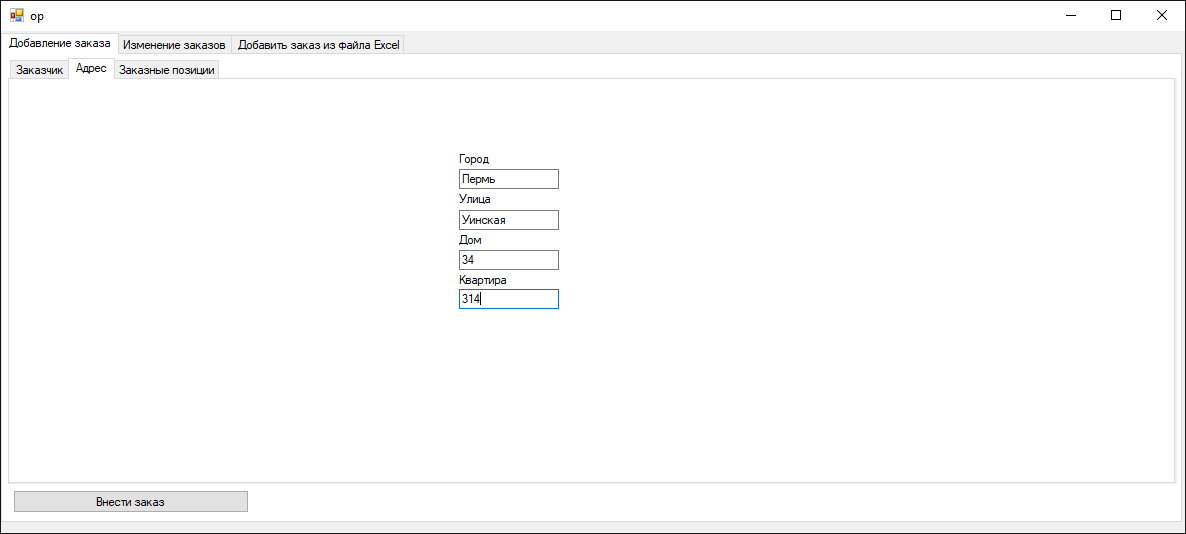 op
Добавление заказа Изменение заказов Добавить заказ из файла Excel
Заказчик Адрес Заказные позиции
Город
Пермь
Улица
Уинская
Дом
34
Квартира
314
Внести заказ